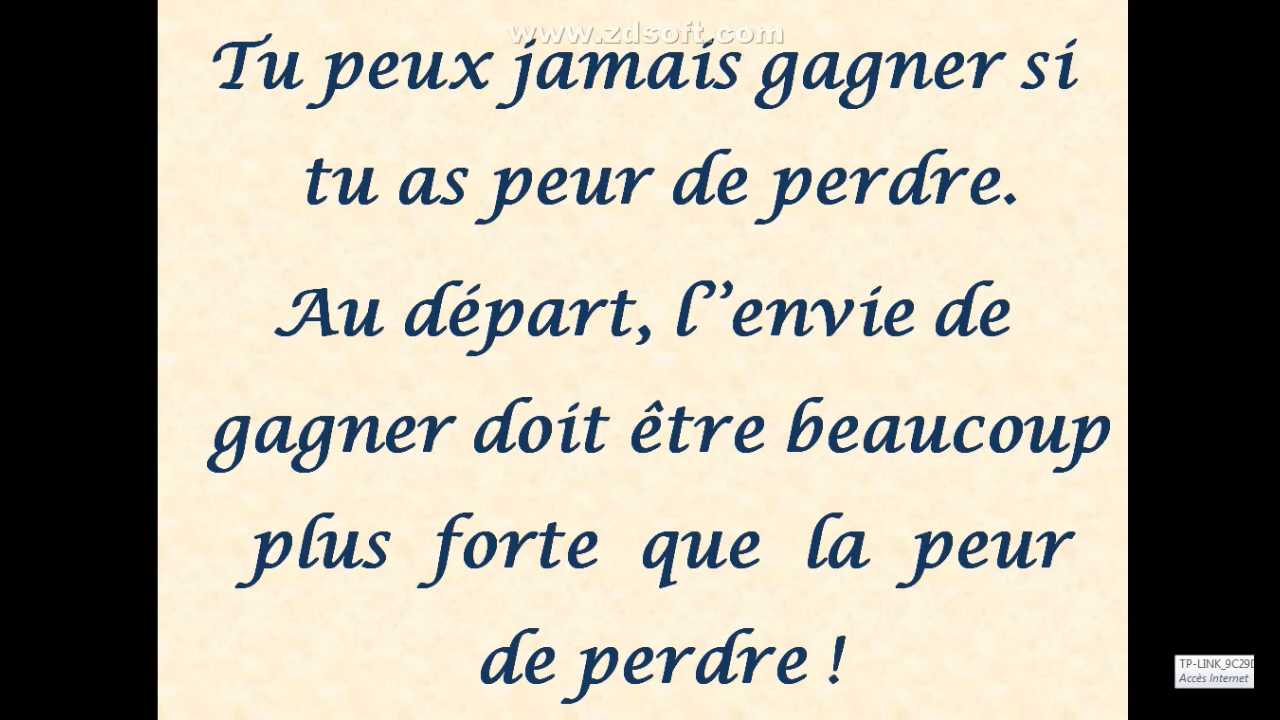 www.zdsoft.com
Tu peux jamais gagner si
tu as peur de perdre.
Au départ, l’’envie de
gagner doit être beaucoup
plus forte que la peur
de perdre !
TP-LINK_9C29
Accès Internet